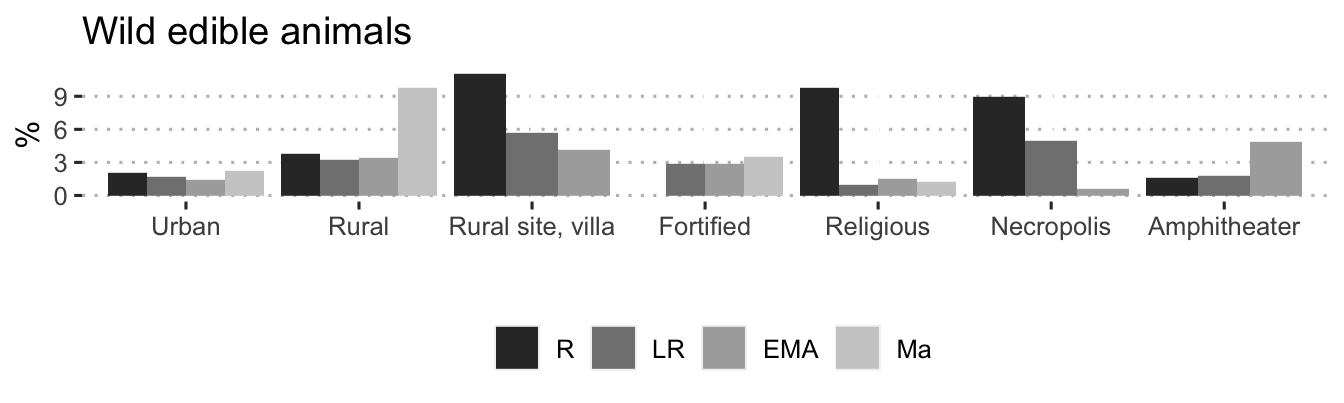 Wild edible animals
%
9
6
3
0
Urban Rural Rural site, villa Fortified Religious Necropolis Amphitheater
R LR EMA Ma